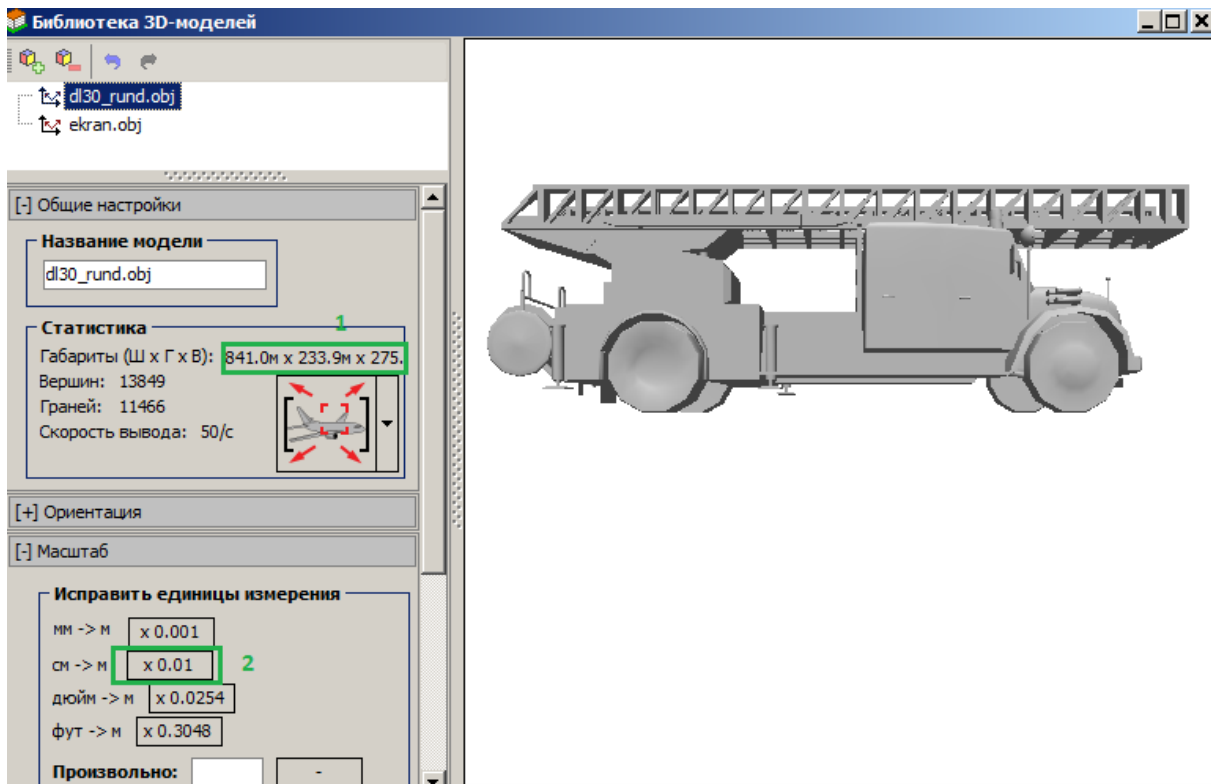 Библиотека 3D-моделей
dl30_rund.obj
ekran.obj
[-] Общие настройки
Название модели
dl30_rund.obj
Статистика
1
Габариты (Ш x Г x В): 841.0м x 233.9м x 275.
Вершин: 13849
Граней: 11466
Скорость вывода: 50/с
[+] Ориентация
[-] Масштаб
Исправить единицы измерения
мм -> м x 0.001
см -> м x 0.01 2
дюйм -> м x 0.0254
фут -> м x 0.3048
Произвольно: -